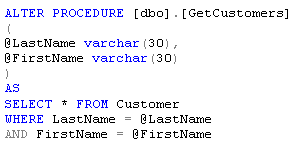 ALTER PROCEDURE [dbo].[GetCustomers]
(
@LastName varchar(30),
@FirstName varchar(30)
)
AS
SELECT * FROM Customer
WHERE LastName = @LastName
AND FirstName = @FirstName